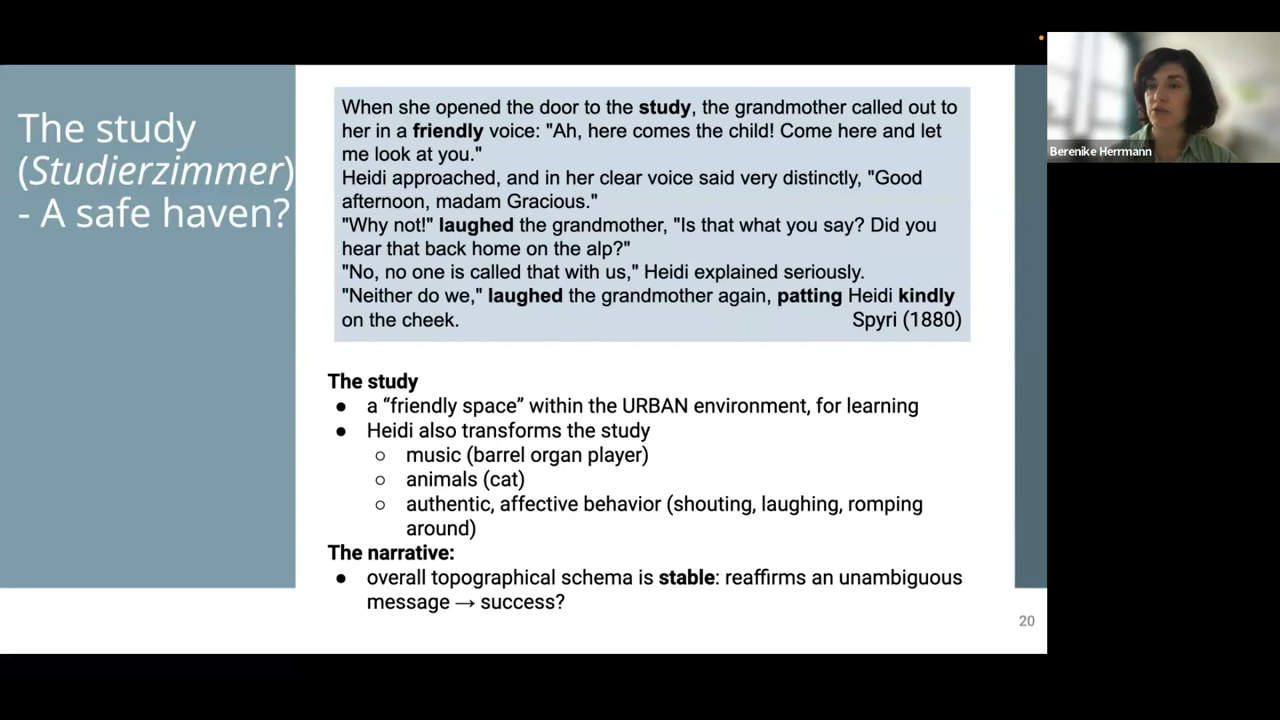 The study
(Studierzimmer)
- A safe haven?
When she opened the door to the study, the grandmother called out to
her in a friendly voice: "Ah, here comes the child! Come here and let
me look at you."
Heidi approached, and in her clear voice said very distinctly, "Good
afternoon, madam Gracious."
"Why not!" laughed the grandmother, "Is that what you say? Did you
hear that back home on the alp?"
"No, no one is called that with us," Heidi explained seriously.
"Neither do we," laughed the grandmother again, patting Heidi kindly
on the cheek. Spyri (1880)
The study
● a “friendly space” within the URBAN environment, for learning
● Heidi also transforms the study
○ music (barrel organ player)
○ animals (cat)
○ authentic, affective behavior (shouting, laughing, romping
around)
The narrative:
● overall topographical schema is stable: reaffirms an unambiguous
message → success?
20
Berenike Herrmann